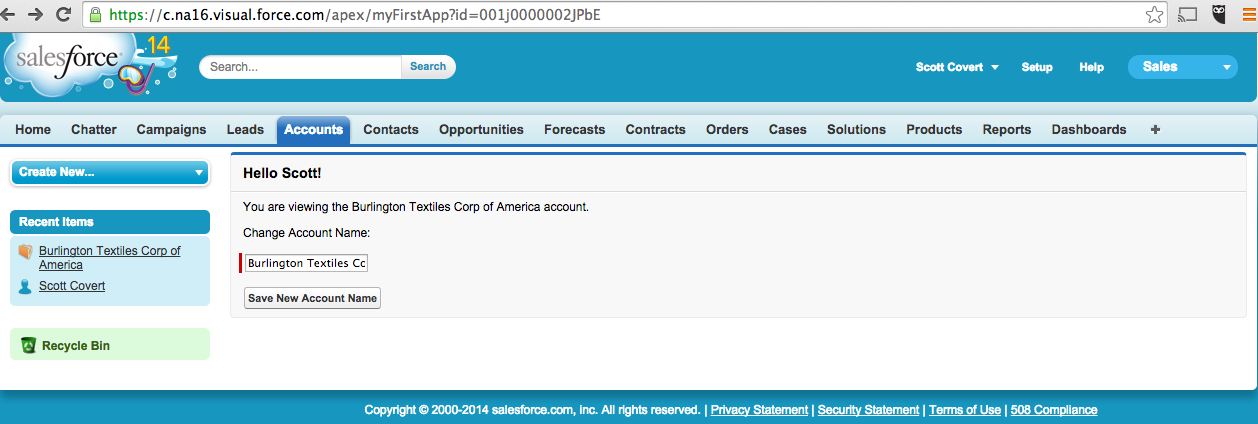 https://c.na16.visual.force.com/apex/myFirstApp?id=001j0000002JPbE
salesforce 14
Search... Search
Scott Covert Setup Help Sales
Home Chatter Campaigns Leads Accounts Contacts Opportunities Forecasts Contracts Orders Cases Solutions Products Reports Dashboards +
Create New...
Hello Scott!
Recent Items
Burlington Textiles Corp of
America
Scott Covert
Recycle Bin
You are viewing the Burlington Textiles Corp of America account.
Change Account Name:
Burlington Textiles Co
Save New Account Name
Copyright © 2000-2014 salesforce.com, inc. All rights reserved. | Privacy Statement | Security Statement | Terms of Use | 508 Compliance